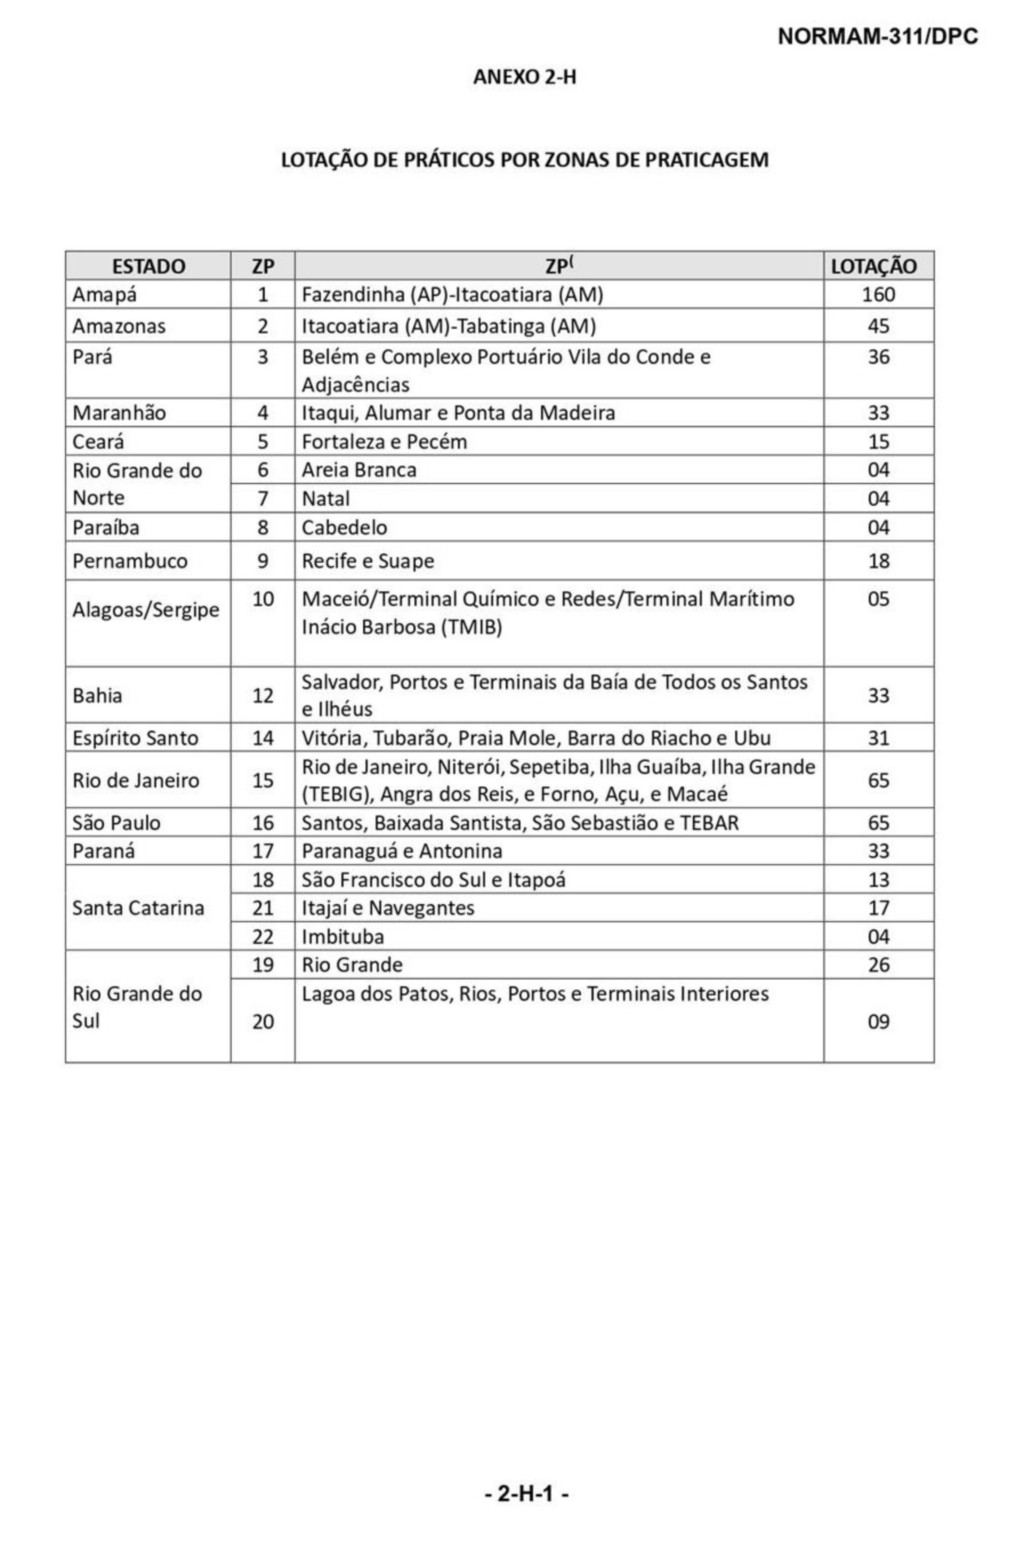 NORMAM-311/DPC
ANEXO 2-H
LOTAÇÃO DE PRÁTICOS POR ZONAS DE PRATICAGEM
ESTADO ZP ZP( LOTAÇÃO
Amapá 1 Fazendinha (AP)-Itacoatiara (AM) 160
Amazonas 2 Itacoatiara (AM)-Tabatinga (AM) 45
Pará 3 Belém e Complexo Portuário Vila do Conde e 36
Adjacências
Maranhão 4 Itaqui, Alumar e Ponta da Madeira 33
Ceará 5 Fortaleza e Pecém 15
Rio Grande do 6 Areia Branca 04
Norte 7 Natal 04
Paraíba 8 Cabedelo 04
Pernambuco 9 Recife e Suape 18
Alagoas/Sergipe 10 Maceió/Terminal Químico e Redes/Terminal Marítimo 05
Inácio Barbosa (TMIB)
Bahia 12 Salvador, Portos e Terminais da Baía de Todos os Santos 33
e Ilhéus
Espírito Santo 14 Vitória, Tubarão, Praia Mole, Barra do Riacho e Ubu 31
Rio de Janeiro 15 Rio de Janeiro, Niterói, Sepetiba, Ilha Guaíba, Ilha Grande 65
(TEBIG), Angra dos Reis, e Forno, Açu, e Macaé
São Paulo 16 Santos, Baixada Santista, São Sebastião e TEBAR 65
Paraná 17 Paranaguá e Antonina 33
18 São Francisco do Sul e Itapoá 13
Santa Catarina 21 Itajaí e Navegantes 17
22 Imbituba 04
19 Rio Grande 26
Rio Grande do Lagoa dos Patos, Rios, Portos e Terminais Interiores
Sul 20 09
- 2-H-1 -